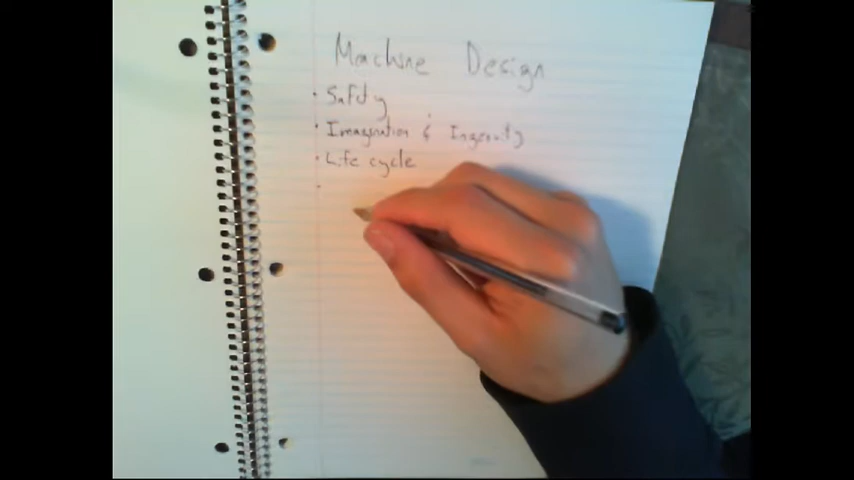 Machine Design
• Safety
• Imagination & Ingenuity
• Life cycle
•